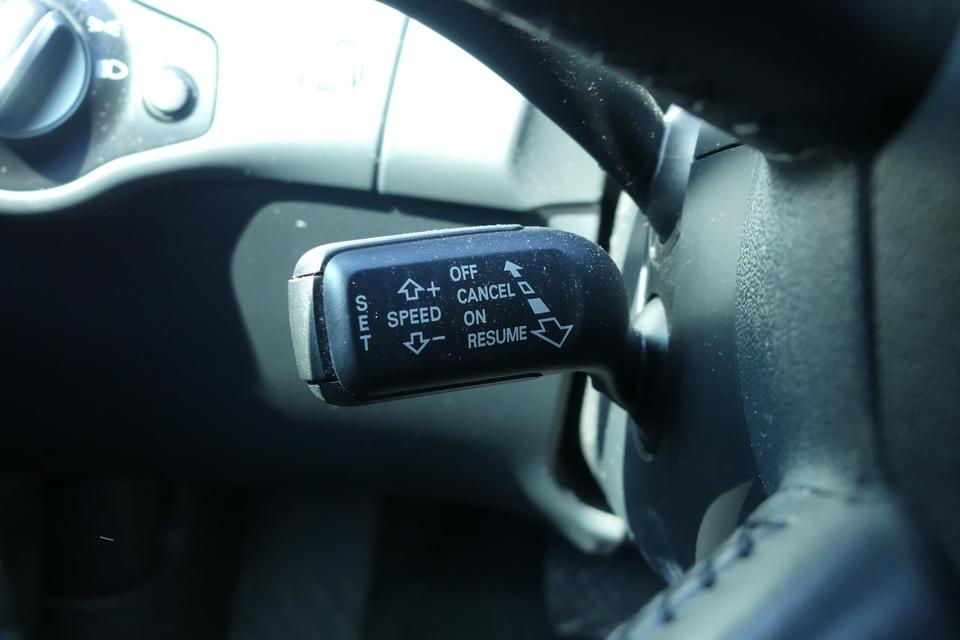 SET
SPEED
+
-
OFF
CANCEL
ON
RESUME